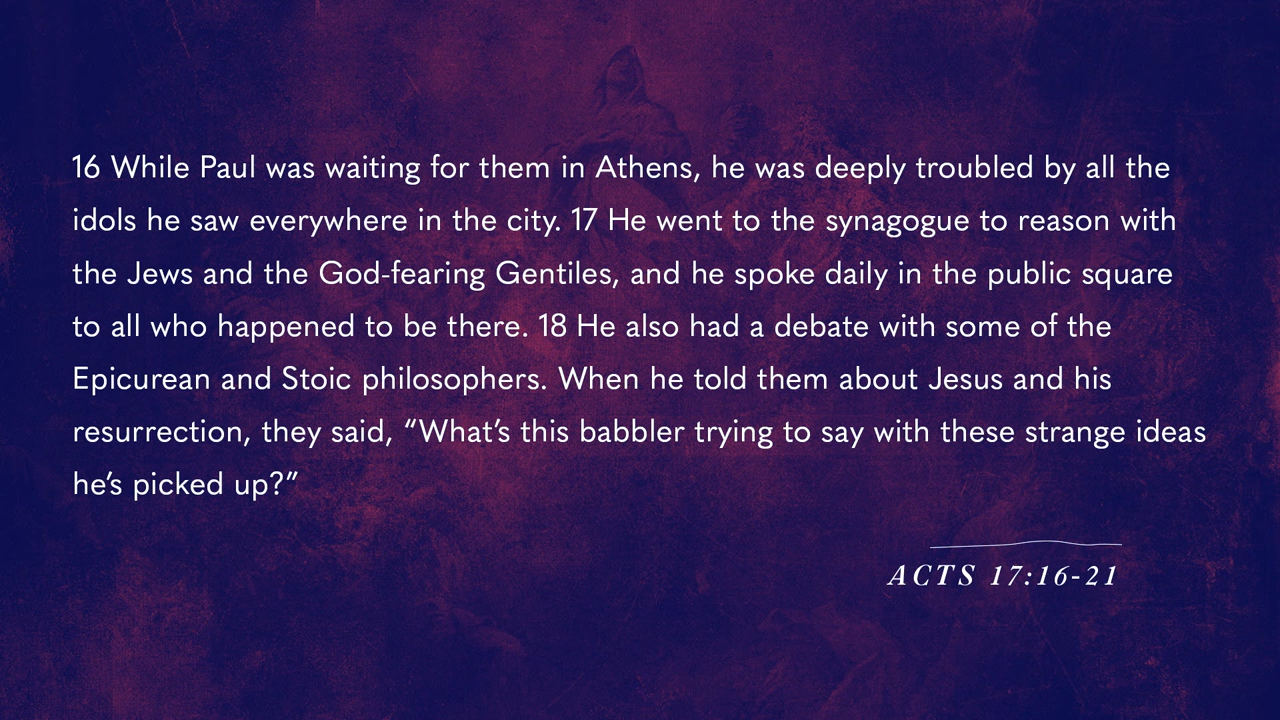 16 While Paul was waiting for them in Athens, he was deeply troubled by all the
idols he saw everywhere in the city. 17 He went to the synagogue to reason with
the Jews and the God-fearing Gentiles, and he spoke daily in the public square
to all who happened to be there. 18 He also had a debate with some of the
Epicurean and Stoic philosophers. When he told them about Jesus and his
resurrection, they said, “What’s this babbler trying to say with these strange ideas
he’s picked up?”
ACTS 17:16-21